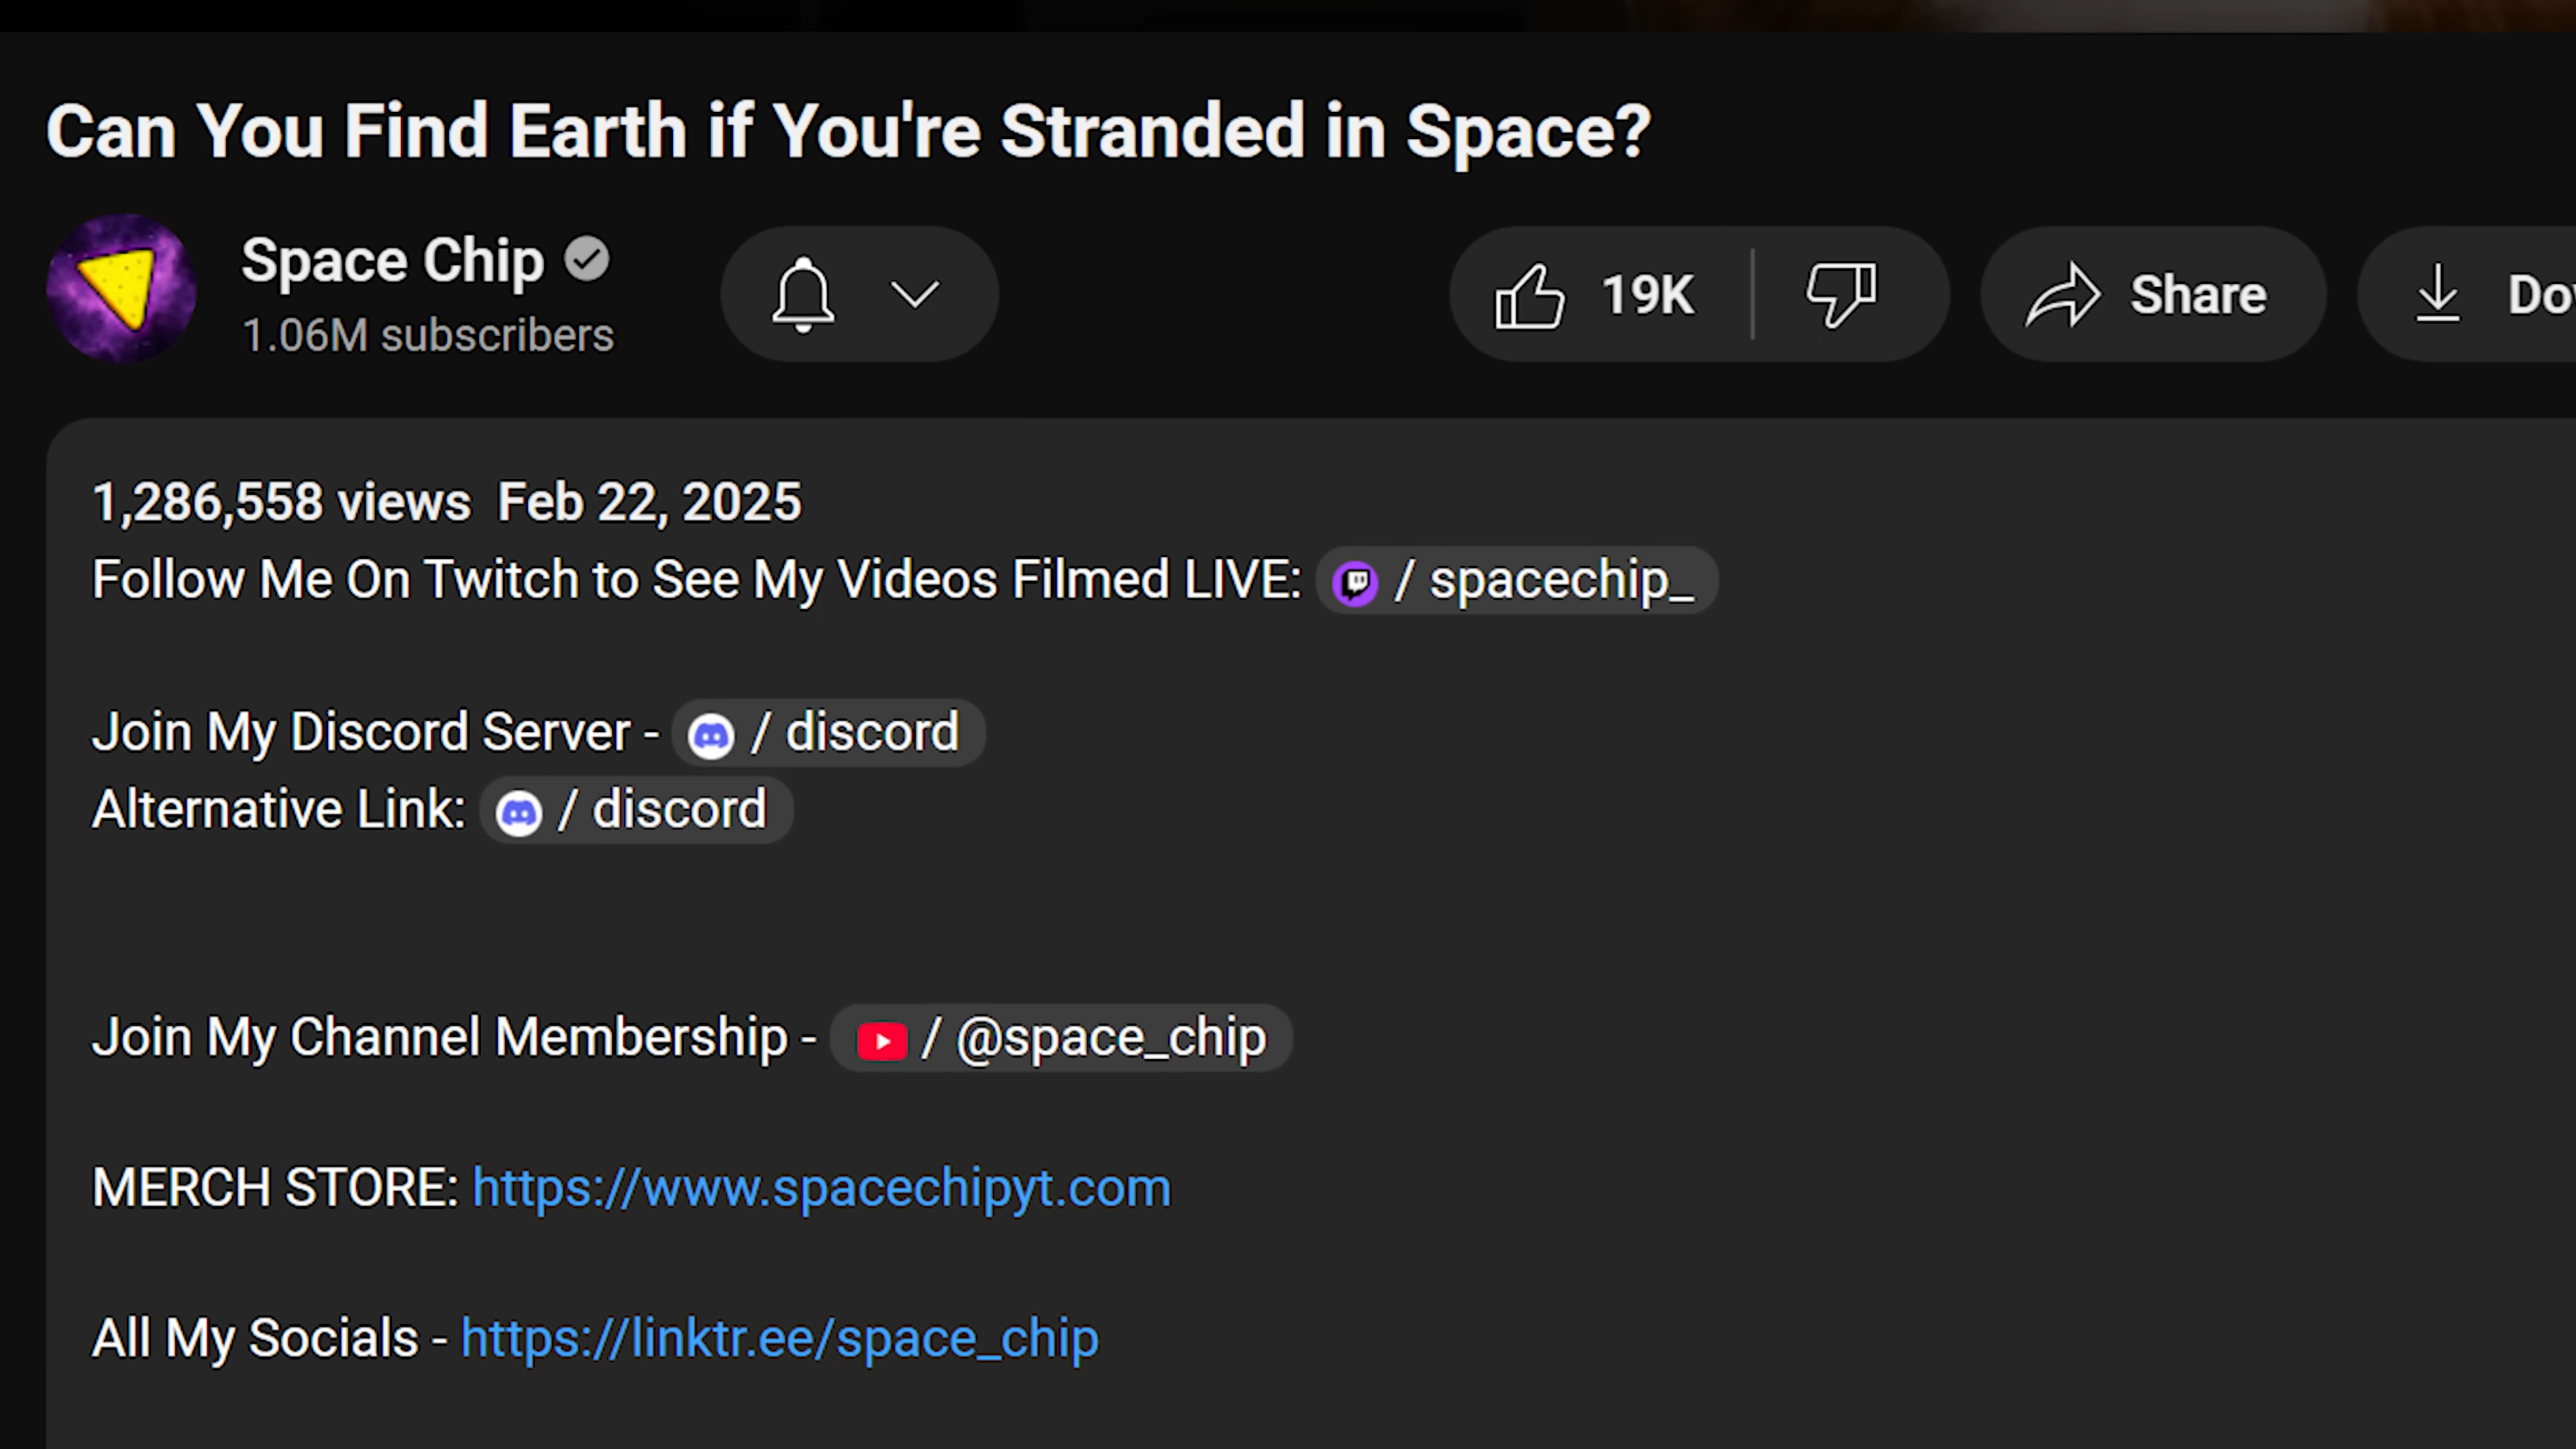 Can You Find Earth if You're Stranded in Space?
Space Chip
1.06M subscribers
19K
Share
1,286,558 views Feb 22, 2025
Follow Me On Twitch to See My Videos Filmed LIVE: / spacechip_
Join My Discord Server - / discord
Alternative Link: / discord
Join My Channel Membership - / @space_chip
MERCH STORE: https://www.spacechipyt.com
All My Socials - https://linktr.ee/space_chip